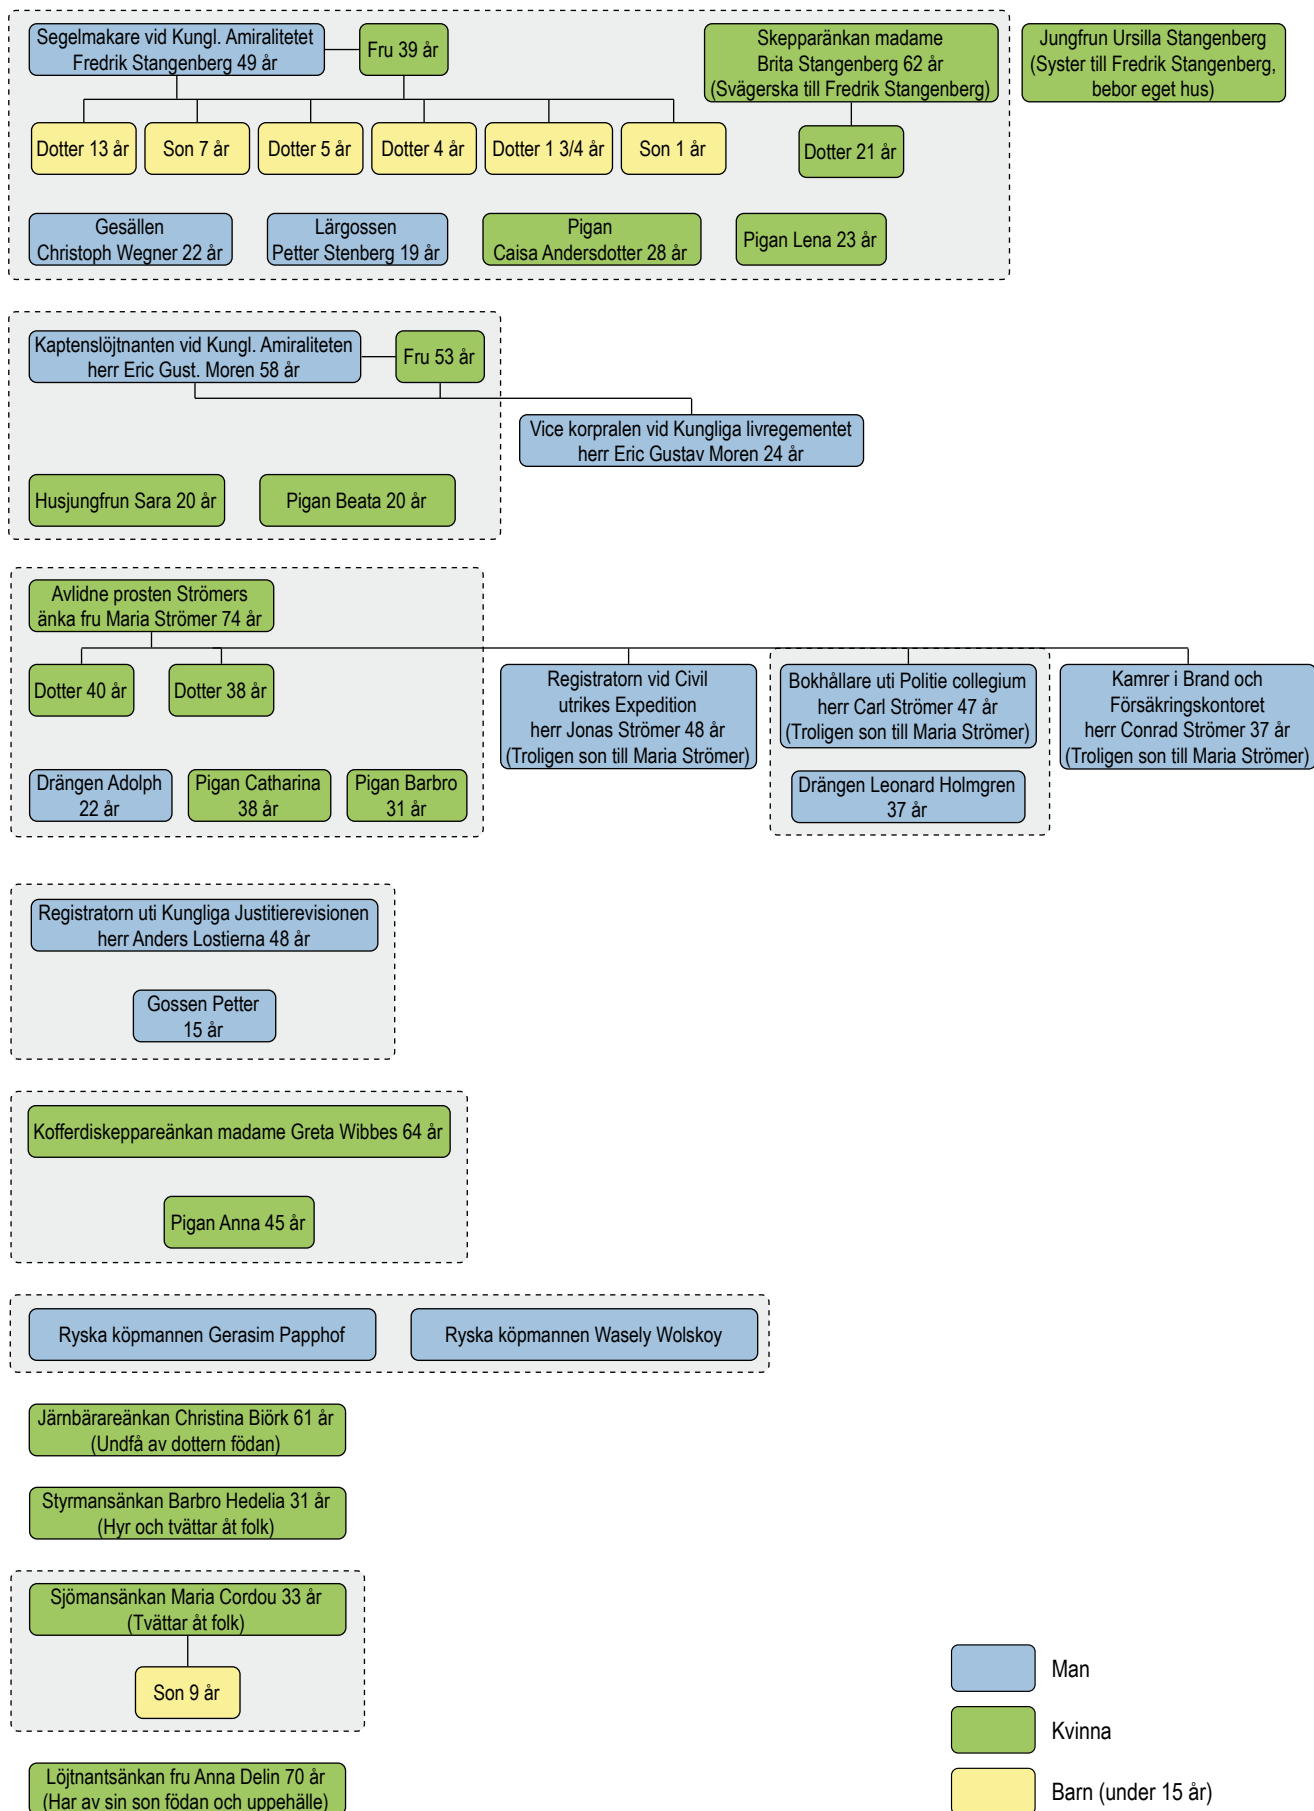 Segelmakare vid Kungl. Amiralitetet
Fredrik Stangenberg 49 år
Fru 39 år
Skepparänkan madame
Brita Stangenberg 62 år
(Svägerska till Fredrik Stangenberg)
Jungfrun Ursilla Stangenberg
(Syster till Fredrik Stangenberg,
bebor eget hus)
Dotter 13 år
Son 7 år
Dotter 5 år
Dotter 4 år
Dotter 1 3/4 år
Son 1 år
Dotter 21 år
Gesällen
Christoph Wegner 22 år
Lärgossen
Petter Stenberg 19 år
Pigan
Caisa Andersdotter 28 år
Pigan Lena 23 år
Kaptenslöjtnanten vid Kungl. Amiraliteten
herr Eric Gust. Moren 58 år
Fru 53 år
Vice korpralen vid Kungliga livregementet
herr Eric Gustav Moren 24 år
Husjungfrun Sara 20 år
Pigan Beata 20 år
Avlidne prosten Strömers
änka fru Maria Strömer 74 år
Dotter 40 år
Dotter 38 år
Registratorn vid Civil
utrikes Expedition
herr Jonas Strömer 48 år
(Troligen son till Maria Strömer)
Bokhållare uti Politie collegium
herr Carl Strömer 47 år
(Troligen son till Maria Strömer)
Kamrer i Brand och
Försäkringskontoret
herr Conrad Strömer 37 år
(Troligen son till Maria Strömer)
Drängen Adolph
22 år
Pigan Catharina
38 år
Pigan Barbro
31 år
Drängen Leonard Holmgren
37 år
Registratorn uti Kungliga Justitierevisionen
herr Anders Lostierna 48 år
Gossen Petter
15 år
Kofferdiskeppareänkan madame Greta Wibbes 64 år
Pigan Anna 45 år
Ryska köpmannen Gerasim Papphof
Ryska köpmannen Wasely Wolskoy
Järnbärareänkan Christina Biörk 61 år
(Undfå av dottern födan)
Styrmansänkan Barbro Hedelia 31 år
(Hyr och tvättar åt folk)
Sjömansänkan Maria Cordou 33 år
(Tvättar åt folk)
Son 9 år
Löjtnantsänkan fru Anna Delin 70 år
(Har av sin son födan och uppehälle)
Man
Kvinna
Barn (under 15 år)